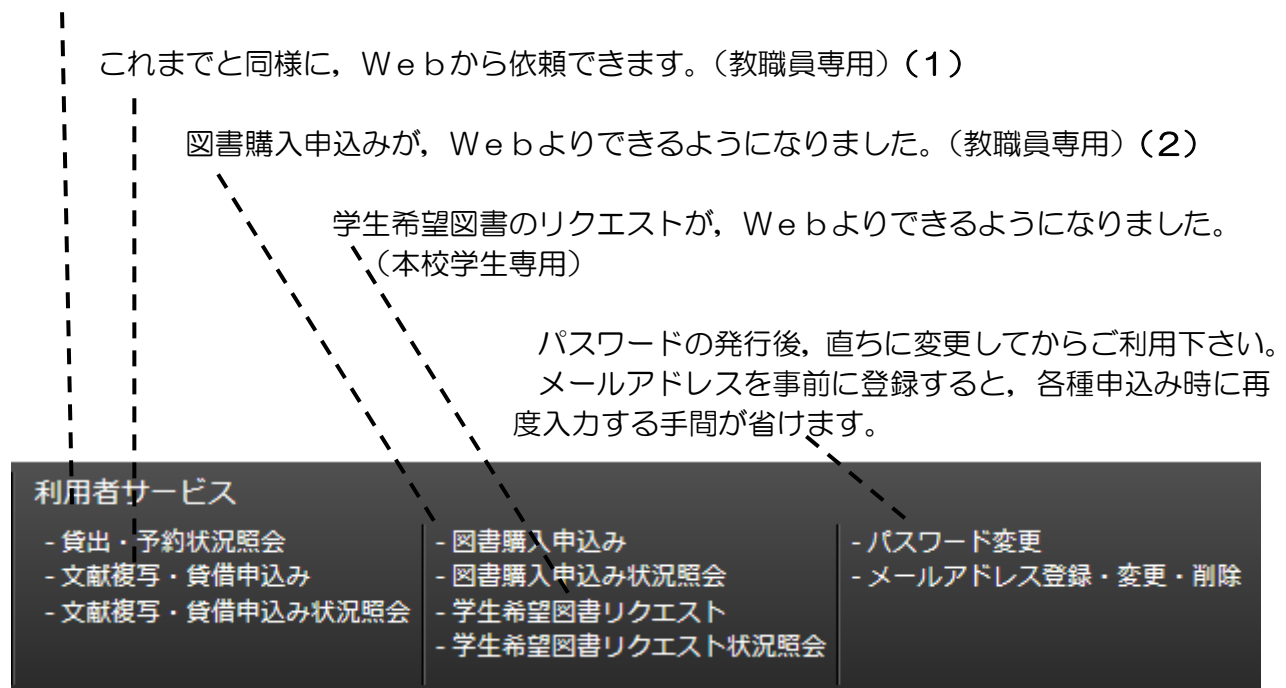 これまでと同様に，Ｗｅｂから依頼できます。（教職員専用）（１）
図書購入申込みが，Ｗｅｂよりできるようになりました。（教職員専用）（２）
学生希望図書のリクエストが，Ｗｅｂよりできるようになりました。
（本校学生専用）
パスワードの発行後，直ちに変更してからご利用下さい。
メールアドレスを事前に登録すると，各種申込み時に再
度入力する手間が省けます。
利用者サービス
- 貸出・予約状況照会
- 文献複写・貸借申込み
- 文献複写・貸借申込み状況照会
- 図書購入申込み
- 図書購入申込み状況照会
- 学生希望図書リクエスト
- 学生希望図書リクエスト状況照会
- パスワード変更
- メールアドレス登録・変更・削除